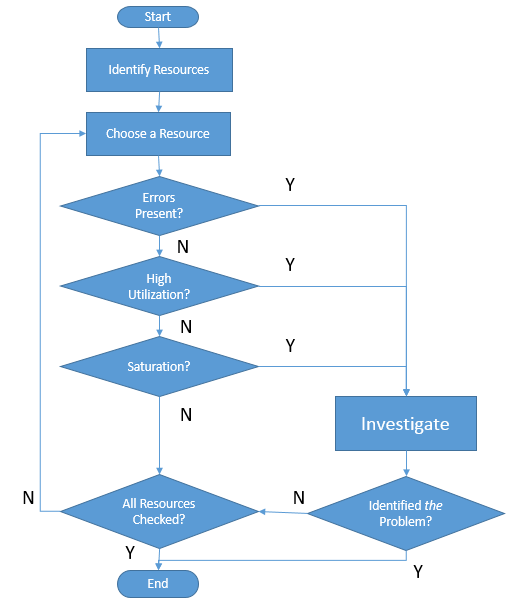 Start
Identify Resources
Choose a Resource
Errors
Present?
Y
N
High
Utilization?
Y
N
Saturation?
Y
N
Investigate
All Resources
Checked?
N
Identified the
Problem?
N
Y
Y
End